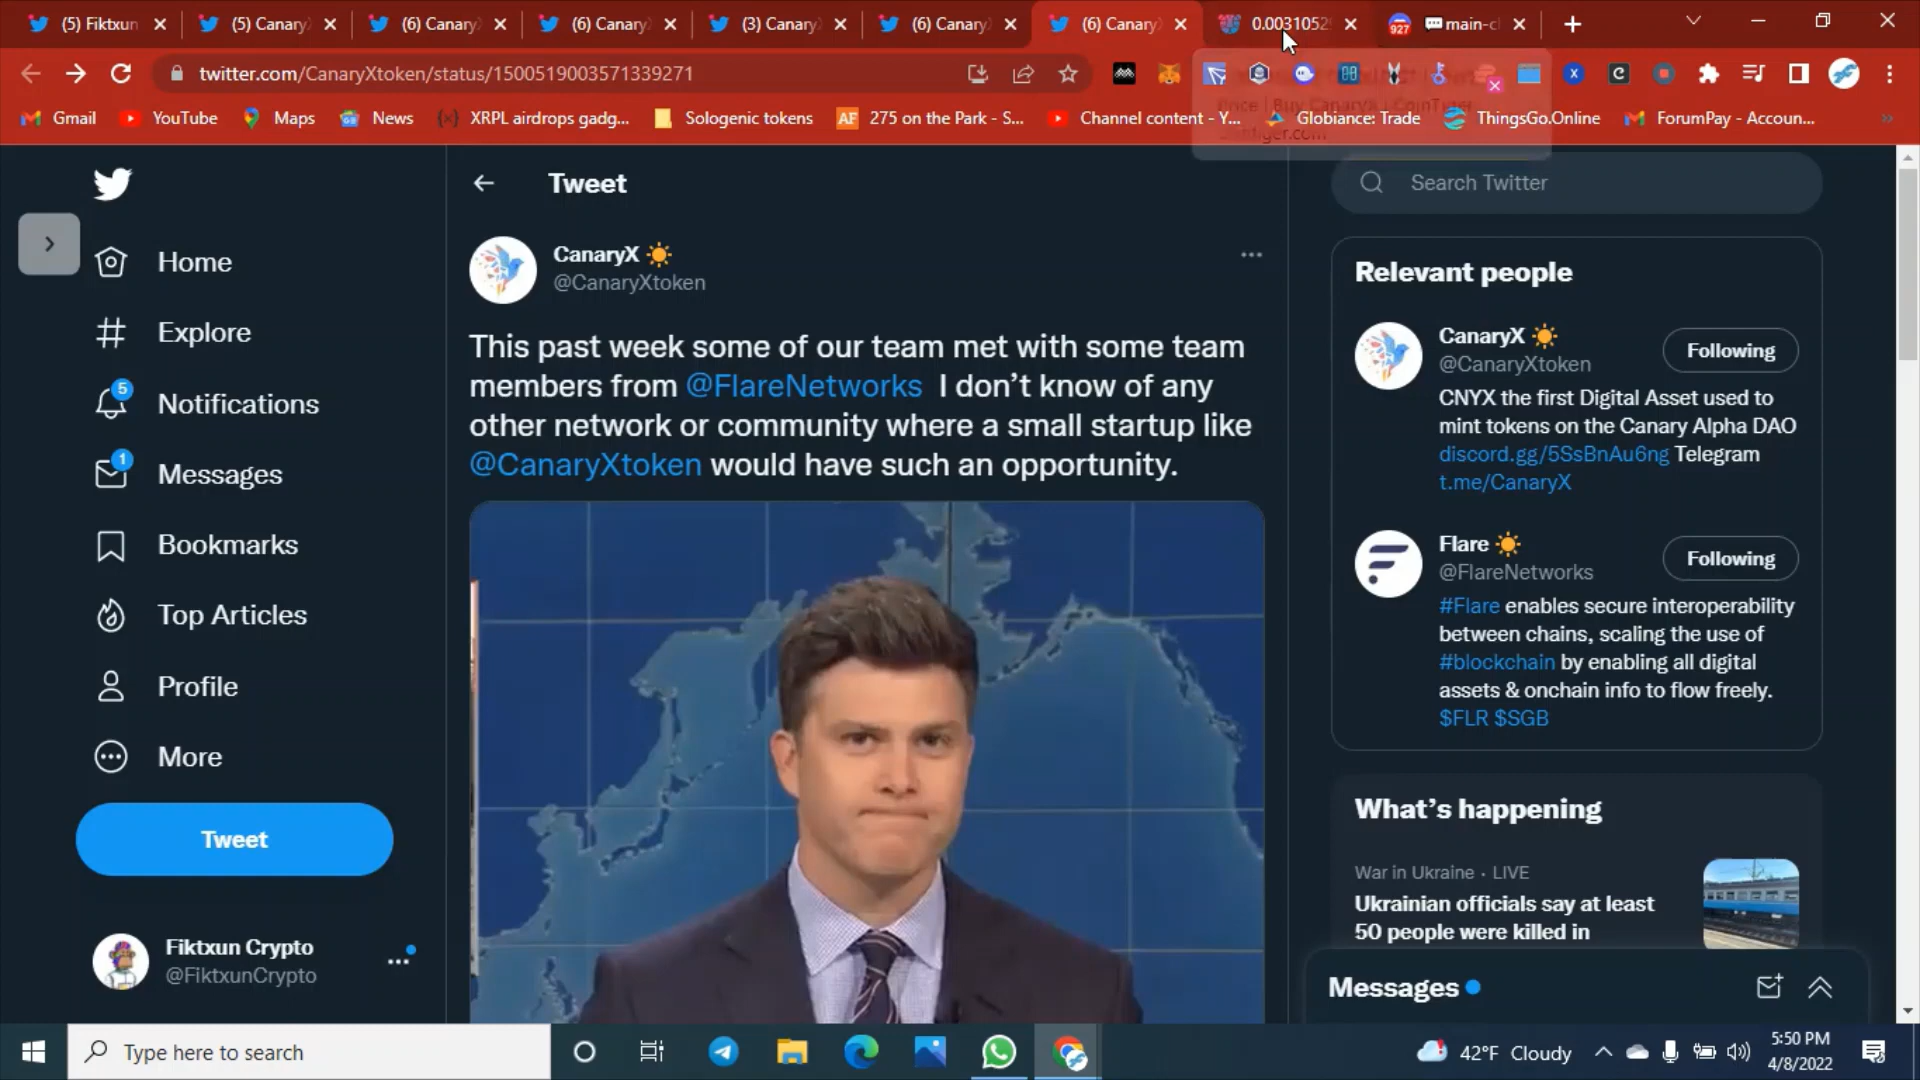 (5) Fiktxun
(5) Canary
(6) Canary
(6) Canary
(3) Canary
(6) Canary
(6) Canary
0.0031052
927
main-c
twitter.com/CanaryXtoken/status/1500519003571339271
Price | Buy CanaryX | CoinTiger
Gmail
YouTube
Maps
News
XRPL airdrops gadg...
Sologenic tokens
AF
275 on the Park - S...
Channel content - Y...
Globiance: Trade
ThingsGo.Online
ForumPay - Accoun...
Home
Explore
5
Notifications
1
Messages
Bookmarks
Top Articles
Profile
More
Tweet
Fiktxun Crypto
@FiktxunCrypto
Tweet
CanaryX
@CanaryXtoken
This past week some of our team met with some team
members from @FlareNetworks I don't know of any
other network or community where a small startup like
@CanaryXtoken would have such an opportunity.
Search Twitter
Relevant people
CanaryX
@CanaryXtoken
Following
CNYX the first Digital Asset used to
mint tokens on the Canary Alpha DAO
discord.gg/5SsBnAu6ng Telegram
t.me/CanaryX
Flare
@FlareNetworks
Following
#Flare enables secure interoperability
between chains, scaling the use of
#blockchain by enabling all digital
assets & onchain info to flow freely.
$FLR $SGB
What's happening
War in Ukraine · LIVE
Ukrainian officials say at least
50 people were killed in
Messages
Type here to search
42°F Cloudy
5:50 PM
4/8/2022